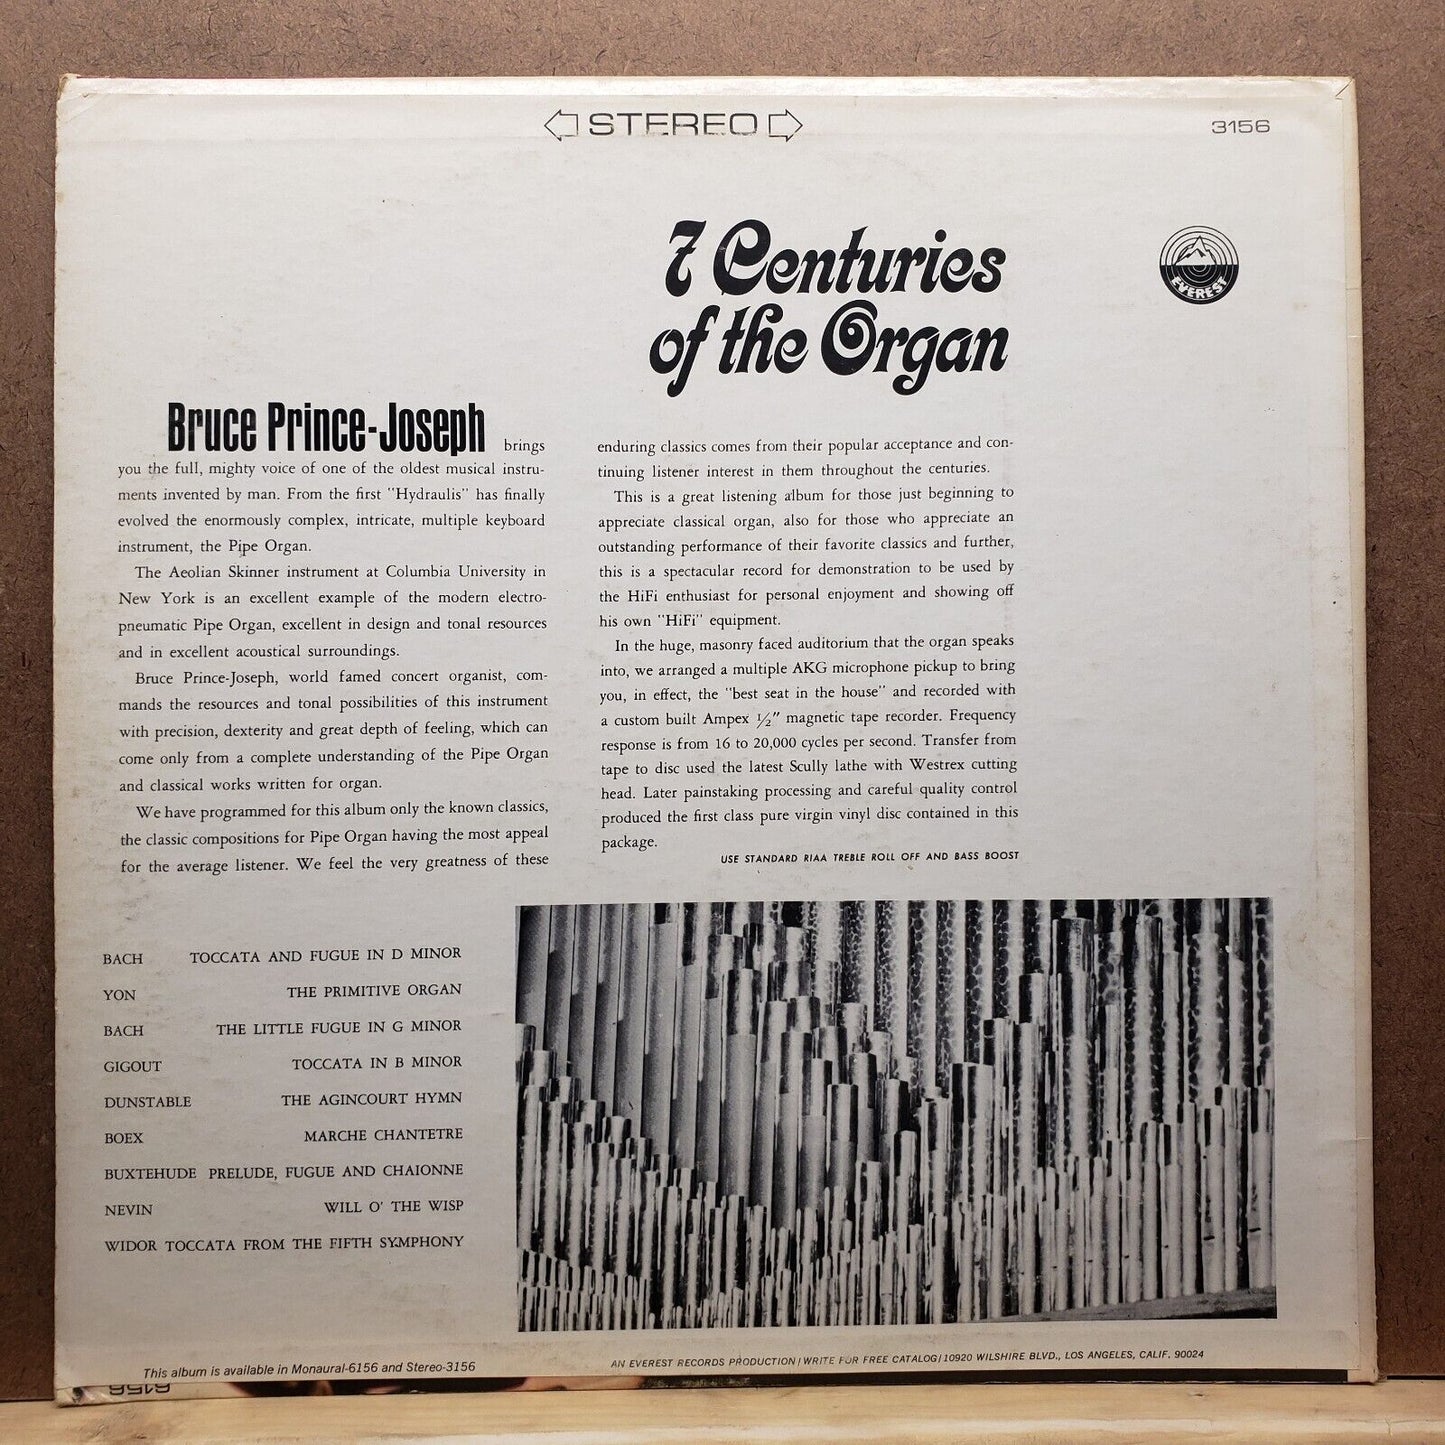 STEREO
3156
7 Centuries
of the Organ
EVEREST
Bruce Prince-Joseph brings
you the full, mighty voice of one of the oldest musical instru-
ments invented by man. From the first "Hydraulis" has finally
evolved the enormously complex, intricate, multiple keyboard
instrument, the Pipe Organ.
The Aeolian Skinner instrument at Columbia University in
New York is an excellent example of the modern electro-
pneumatic Pipe Organ, excellent in design and tonal resources
and in excellent acoustical surroundings.
Bruce Prince-Joseph, world famed concert organist, com-
mands the resources and tonal possibilities of this instrument
with precision, dexterity and great depth of feeling, which can
come only from a complete understanding of the Pipe Organ
and classical works written for organ.
We have programmed for this album only the known classics,
the classic compositions for Pipe Organ having the most appeal
for the average listener. We feel the very greatness of these
enduring classics comes from their popular acceptance and con-
tinuing listener interest in them throughout the centuries.
This is a great listening album for those just beginning to
appreciate classical organ, also for those who appreciate an
outstanding performance of their favorite classics and further,
this is a spectacular record for demonstration to be used by
the HiFi enthusiast for personal enjoyment and showing off
his own "HiFi" equipment.
In the huge, masonry faced auditorium that the organ speaks
into, we arranged a multiple AKG microphone pickup to bring
you, in effect, the "best seat in the house" and recorded with
a custom built Ampex ½" magnetic tape recorder. Frequency
response is from 16 to 20,000 cycles per second. Transfer from
tape to disc used the latest Scully lathe with Westrex cutting
head. Later painstaking processing and careful quality control
produced the first class pure virgin vinyl disc contained in this
package.
USE STANDARD RIAA TREBLE ROLL OFF AND BASS BOOST
BACH TOCCATA AND FUGUE IN D MINOR
YON THE PRIMITIVE ORGAN
BACH THE LITTLE FUGUE IN G MINOR
GIGOUT TOCCATA IN B MINOR
DUNSTABLE THE AGINCOURT HYMN
BOEX MARCHE CHANTETRE
BUXTEHUDE PRELUDE, FUGUE AND CHAIONNE
NEVIN WILL O' THE WISP
WIDOR TOCCATA FROM THE FIFTH SYMPHONY
This album is available in Monaural-6156 and Stereo-3156
AN EVEREST RECORDS PRODUCTION / WRITE FOR FREE CATALOG / 10920 WILSHIRE BLVD., LOS ANGELES, CALIF. 90024
6156